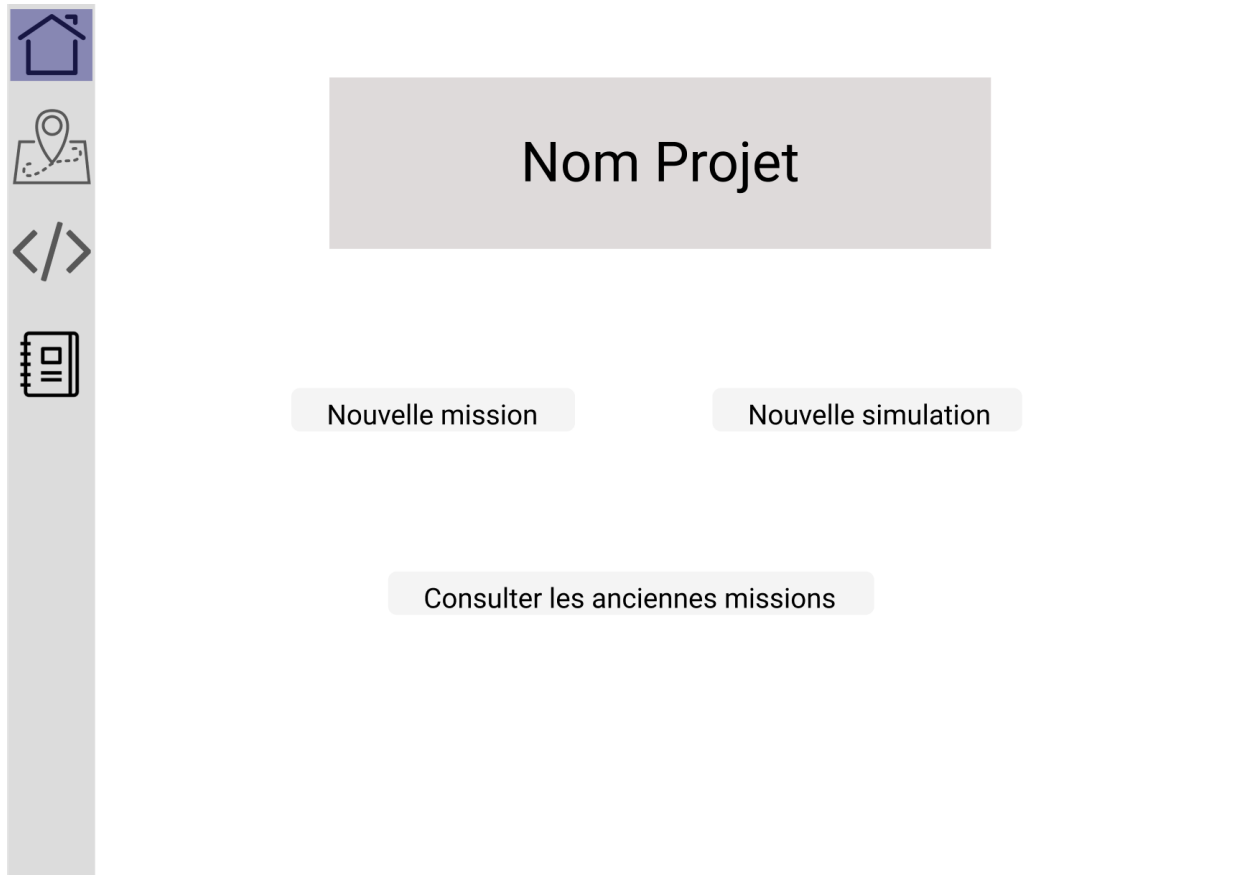 Nom Projet
Nouvelle mission
Nouvelle simulation
Consulter les anciennes missions